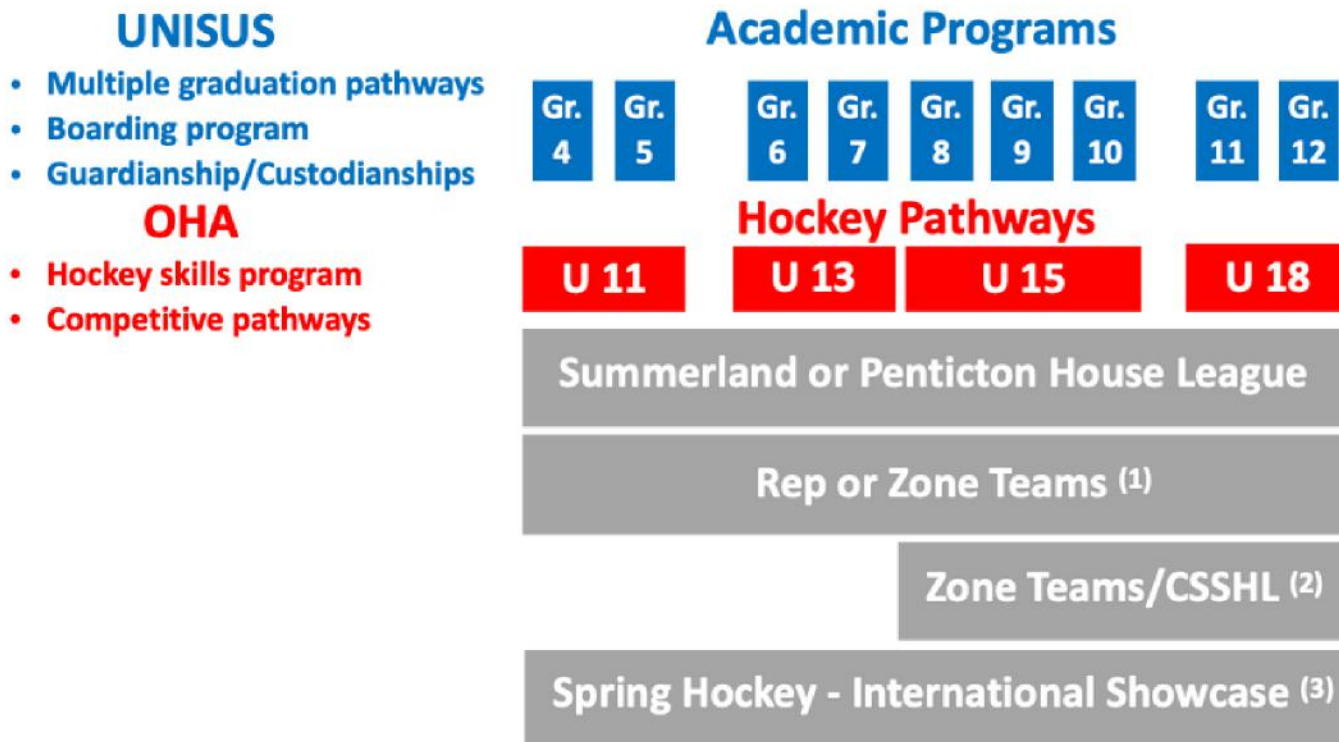 UNISUS
• Multiple graduation pathways
• Boarding program
• Guardianship/Custodianships
OHA
• Hockey skills program
• Competitive pathways
Academic Programs
Gr. 4
Gr. 5
Gr. 6
Gr. 7
Gr. 8
Gr. 9
Gr. 10
Gr. 11
Gr. 12
Hockey Pathways
U 11
U 13
U 15
U 18
Summerland or Penticton House League
Rep or Zone Teams (1)
Zone Teams/CSSHL (2)
Spring Hockey - International Showcase (3)